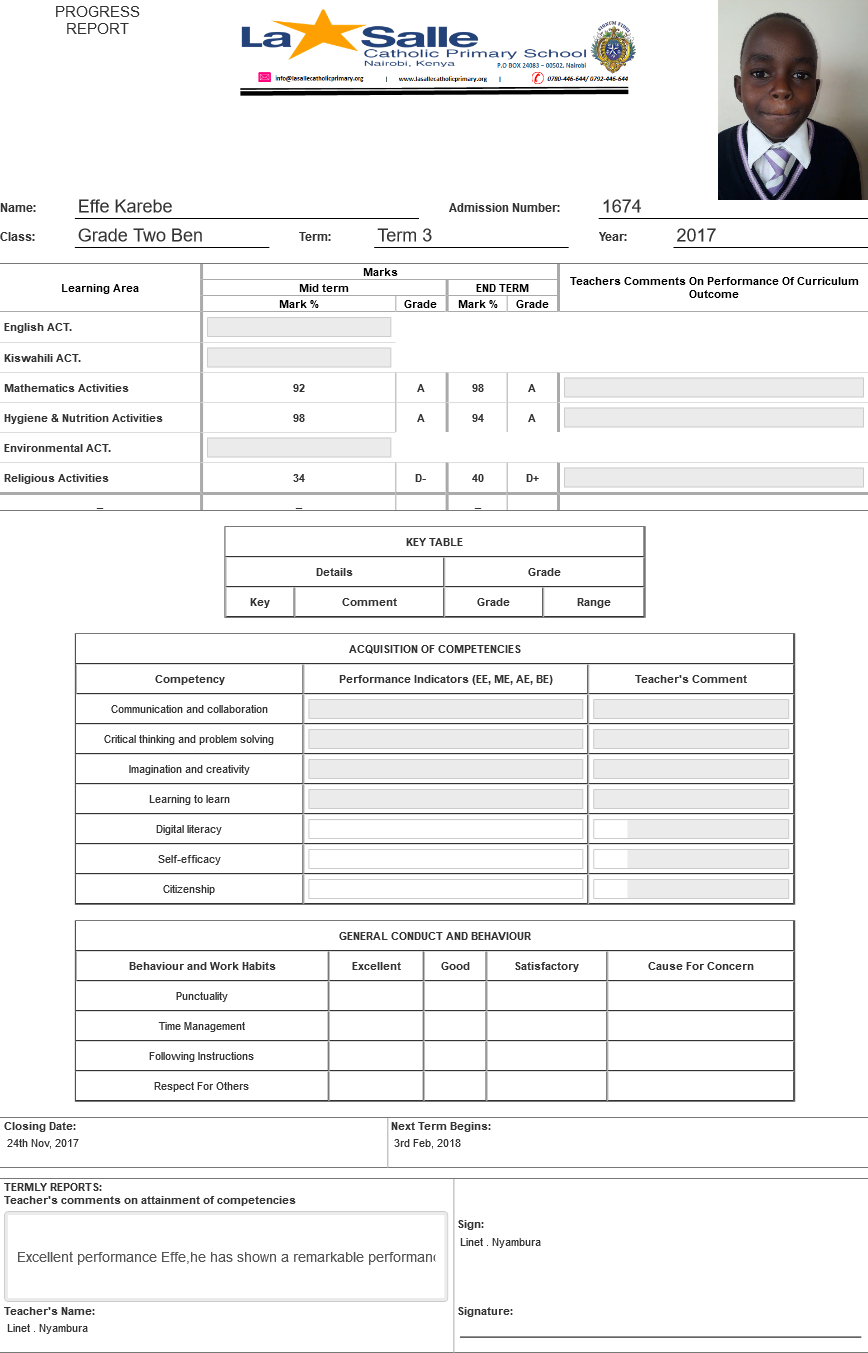 PROGRESS
REPORT
La Salle
Catholic Primary School
Nairobi, Kenya
P.O BOX 24083 – 00502, Nairobi
info@lasallecatholicprimary.org | www.lasallecatholicprimary.org | 0780-446-644/ 0792-446-644
Name: Effe Karebe Admission Number: 1674
Class: Grade Two Ben Term: Term 3 Year: 2017
Learning Area Marks Teachers Comments On Performance Of Curriculum Outcome
Mid term END TERM
Mark % Grade Mark % Grade
English ACT.
Kiswahili ACT.
Mathematics Activities 92 A 98 A
Hygiene & Nutrition Activities 98 A 94 A
Environmental ACT.
Religious Activities 34 D- 40 D+
_ _ _
KEY TABLE
Details Grade
Key Comment Grade Range
ACQUISITION OF COMPETENCIES
Competency Performance Indicators (EE, ME, AE, BE) Teacher's Comment
Communication and collaboration
Critical thinking and problem solving
Imagination and creativity
Learning to learn
Digital literacy
Self-efficacy
Citizenship
GENERAL CONDUCT AND BEHAVIOUR
Behaviour and Work Habits Excellent Good Satisfactory Cause For Concern
Punctuality
Time Management
Following Instructions
Respect For Others
Closing Date: Next Term Begins:
24th Nov, 2017 3rd Feb, 2018
TERMLY REPORTS:
Teacher's comments on attainment of competencies
Sign:
Linet . Nyambura
Excellent performance Effe,he has shown a remarkable performan
Teacher's Name: Signature:
Linet . Nyambura